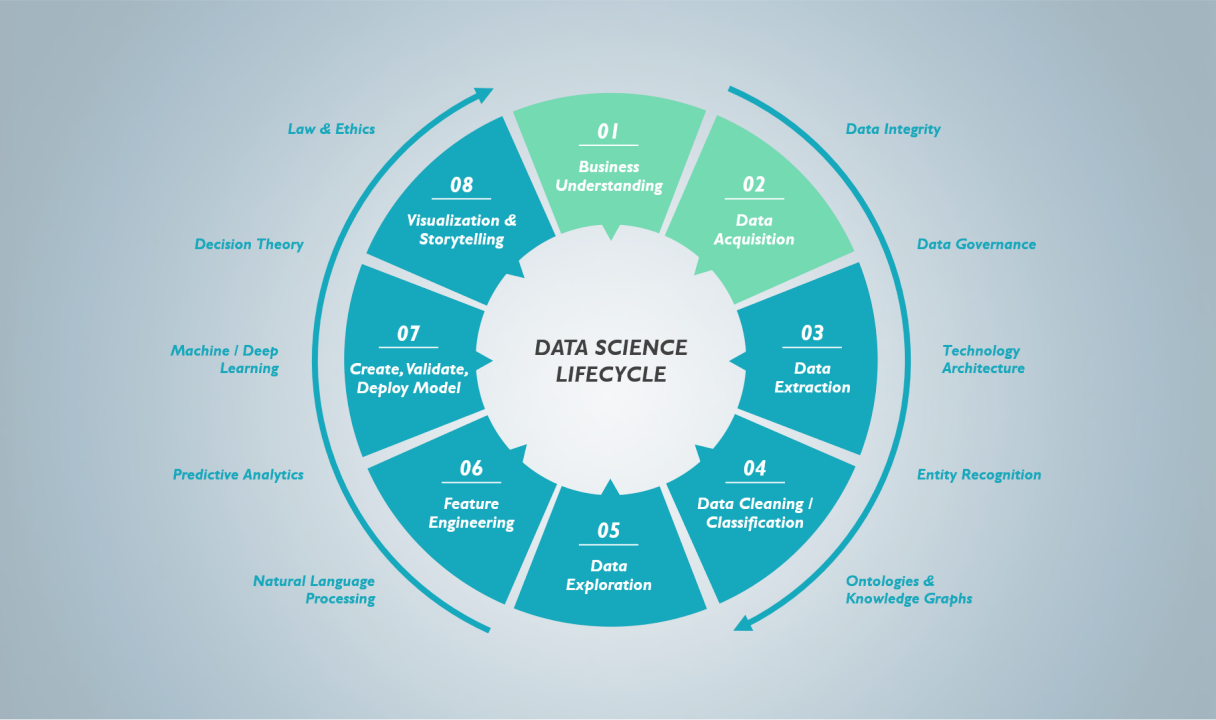 DATA SCIENCE
LIFECYCLE
01
Business
Understanding
02
Data
Acquisition
03
Data
Extraction
04
Data Cleaning /
Classification
05
Data
Exploration
06
Feature
Engineering
07
Create, Validate,
Deploy Model
08
Visualization &
Storytelling
Data Integrity
Data Governance
Technology
Architecture
Entity Recognition
Ontologies &
Knowledge Graphs
Natural Language
Processing
Predictive Analytics
Machine / Deep
Learning
Decision Theory
Law & Ethics